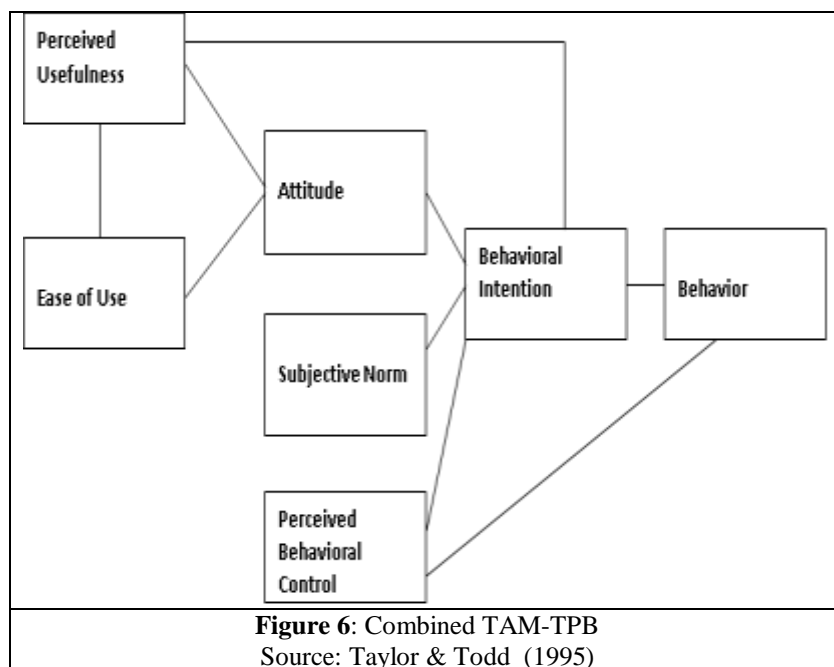 Perceived
Usefulness
Attitude
Ease of Use
Behavioral
Intention
Behavior
Subjective Norm
Perceived
Behavioral
Control
Figure 6: Combined TAM-TPB
Source: Taylor & Todd (1995)